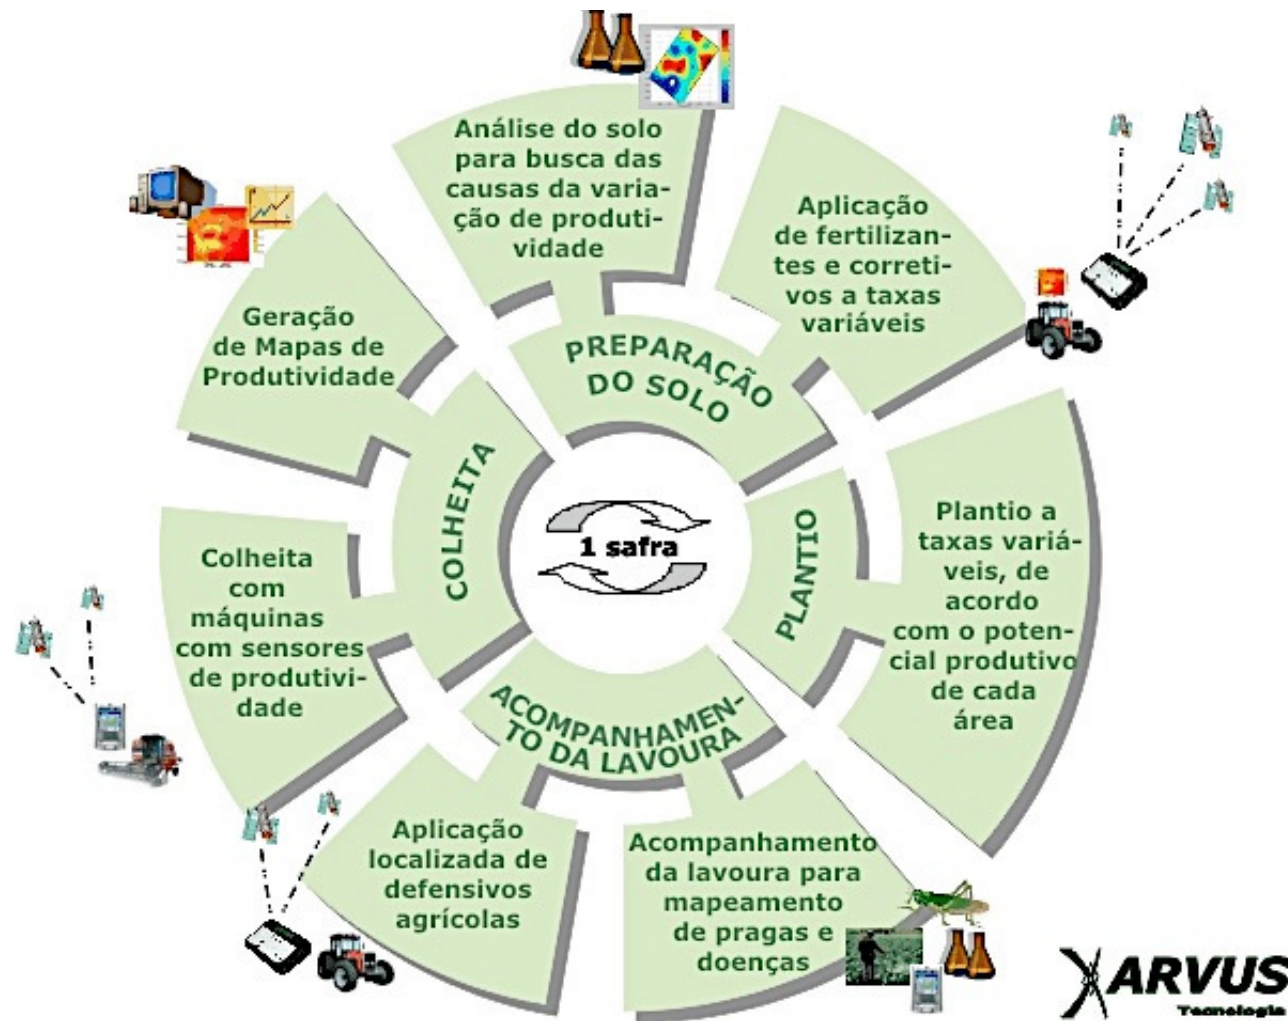 Análise do solo
para busca das
causas da varia-
ção de produti-
vidade
Aplicação
de fertilizan-
tes e correti-
vos a taxas
variáveis
PREPARAÇÃO
DO SOLO
Geração
de Mapas de
Produtividade
COLHEITA
Colheita
com
máquinas
com sensores
de produtivi-
dade
1 safra
PLANTIO
Plantio a
taxas variá-
veis, de
acordo
com o poten-
cial produtivo
de cada
área
ACOMPANHAMEN-
TO DA LAVOURA
Aplicação
localizada de
defensivos
agrícolas
Acompanhamento
da lavoura para
mapeamento
de pragas e
doenças
ARVUS
Tecnologia